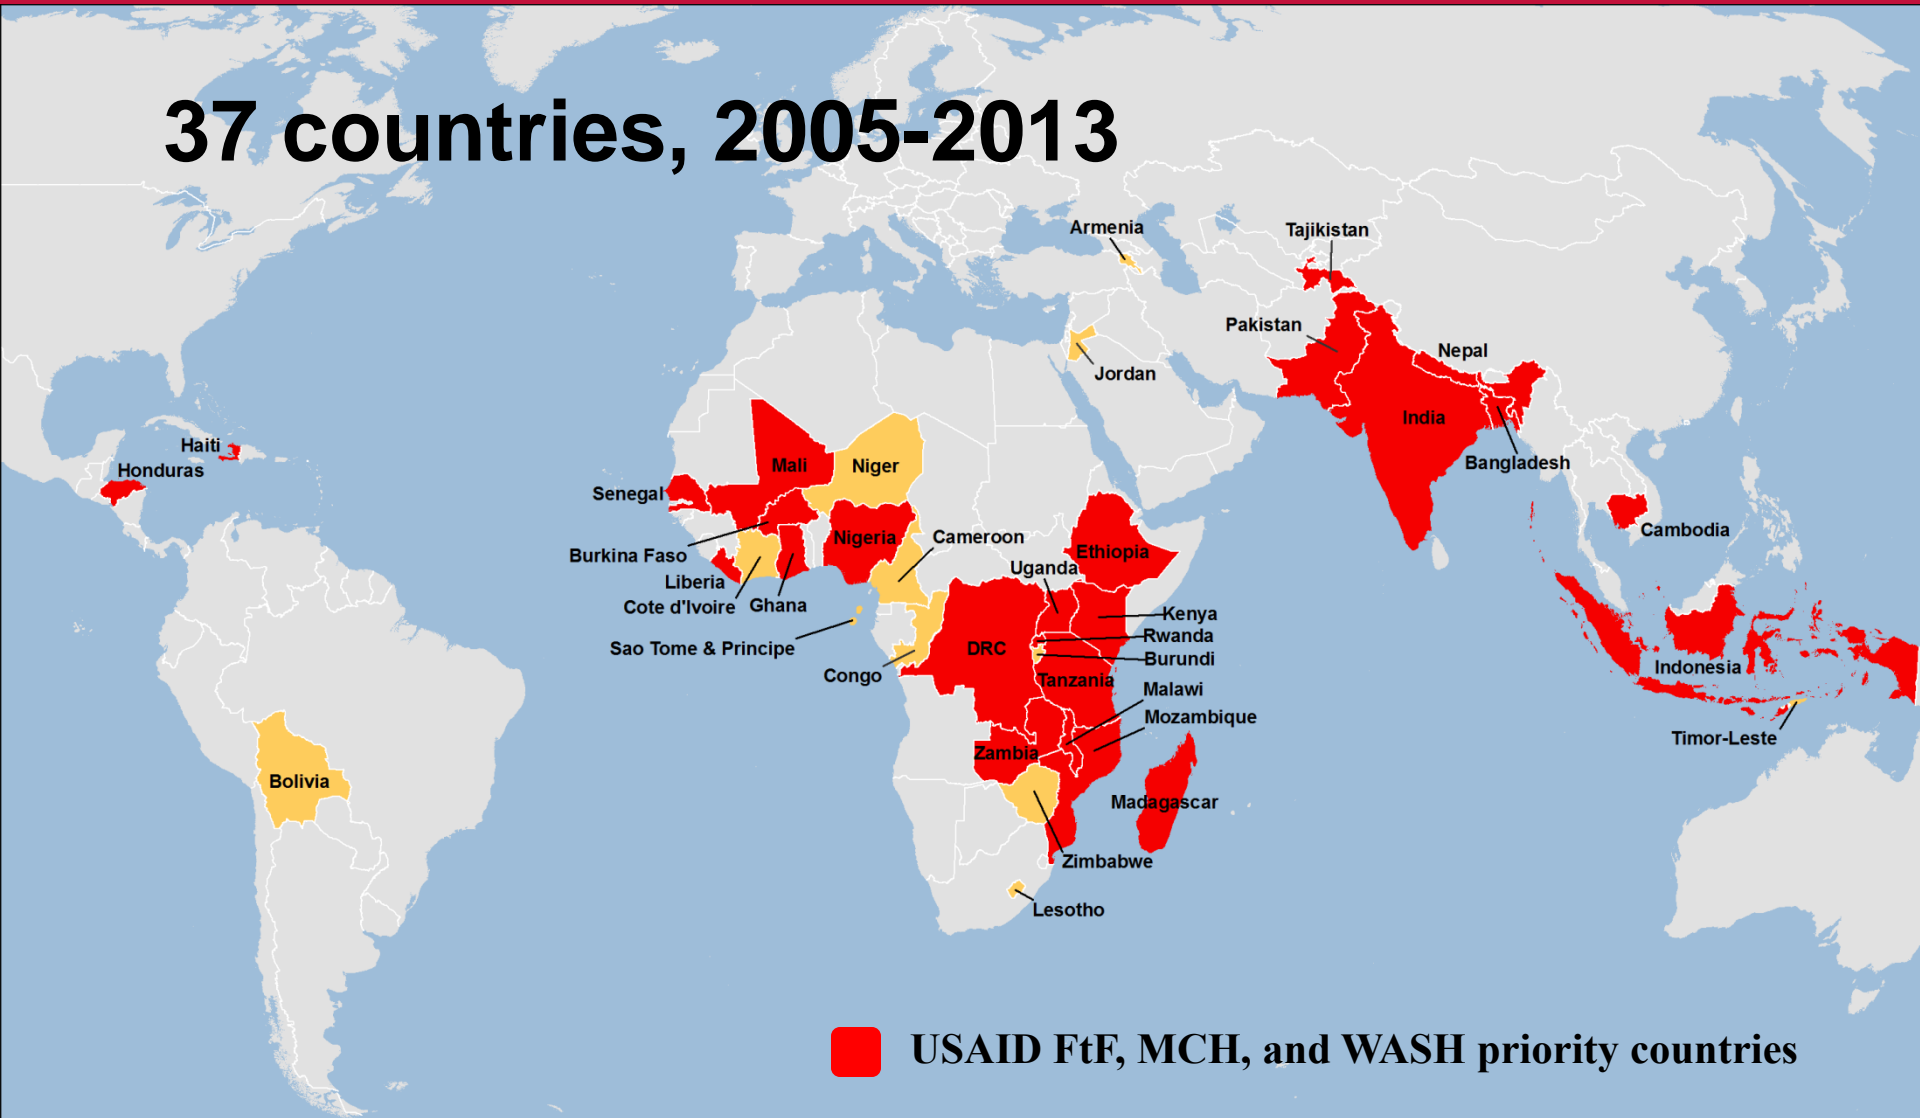 37 countries, 2005-2013
Armenia
Tajikistan
Pakistan
Nepal
Jordan
India
Haiti
Honduras
Mali
Niger
Bangladesh
Senegal
Cambodia
Nigeria
Cameroon
Burkina Faso
Ethiopia
Uganda
Liberia
Cote d'Ivoire
Ghana
Kenya
Rwanda
Sao Tome & Principe
DRC
Burundi
Indonesia
Congo
Tanzania
Malawi
Mozambique
Timor-Leste
Zambia
Bolivia
Madagascar
Zimbabwe
Lesotho
USAID FtF, MCH, and WASH priority countries